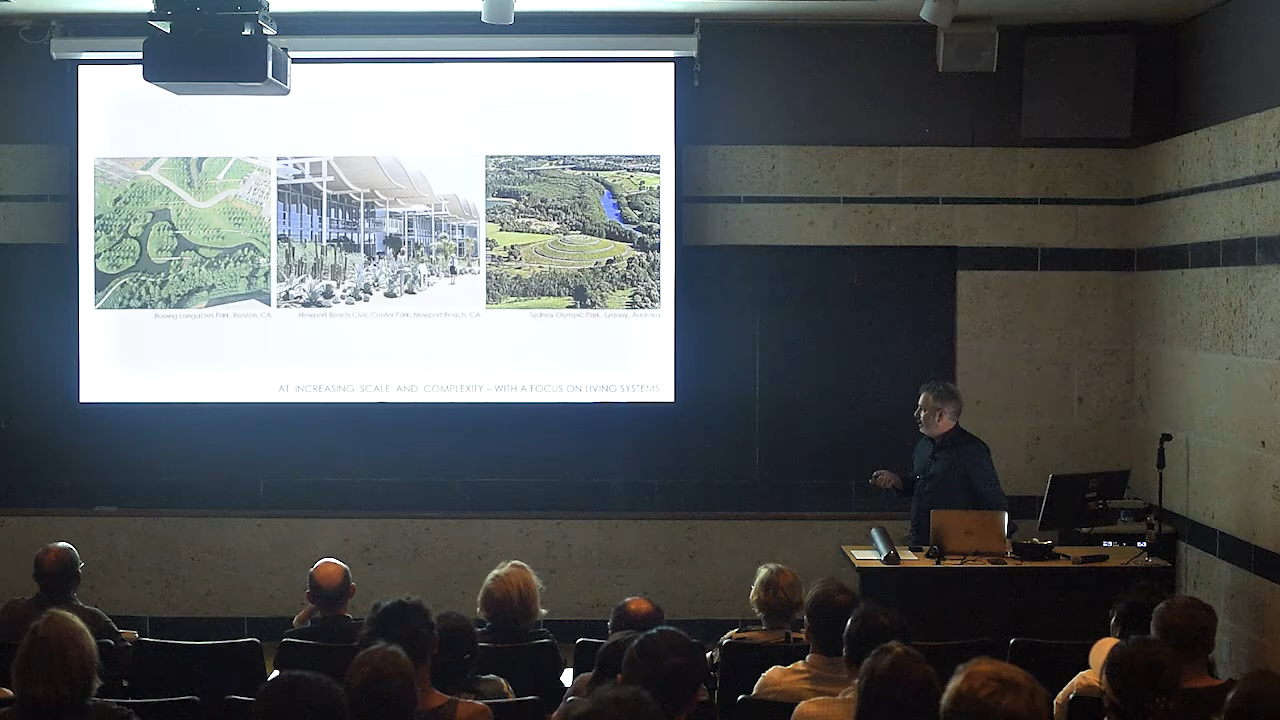 Boeing Longacres Park, Renton, CA
Newport Beach Civic Center Park, Newport Beach, CA
Sydney Olympic Park, Sydney, Australia
AT INCREASING SCALE AND COMPLEXITY – WITH A FOCUS ON LIVING SYSTEMS